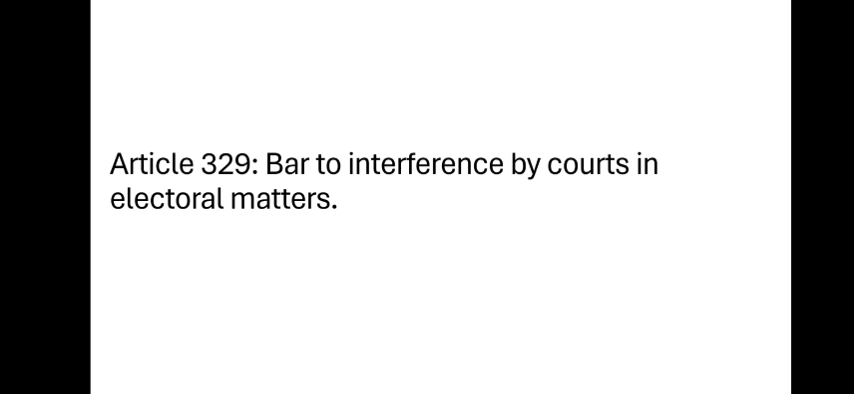 Article 329: Bar to interference by courts in
electoral matters.